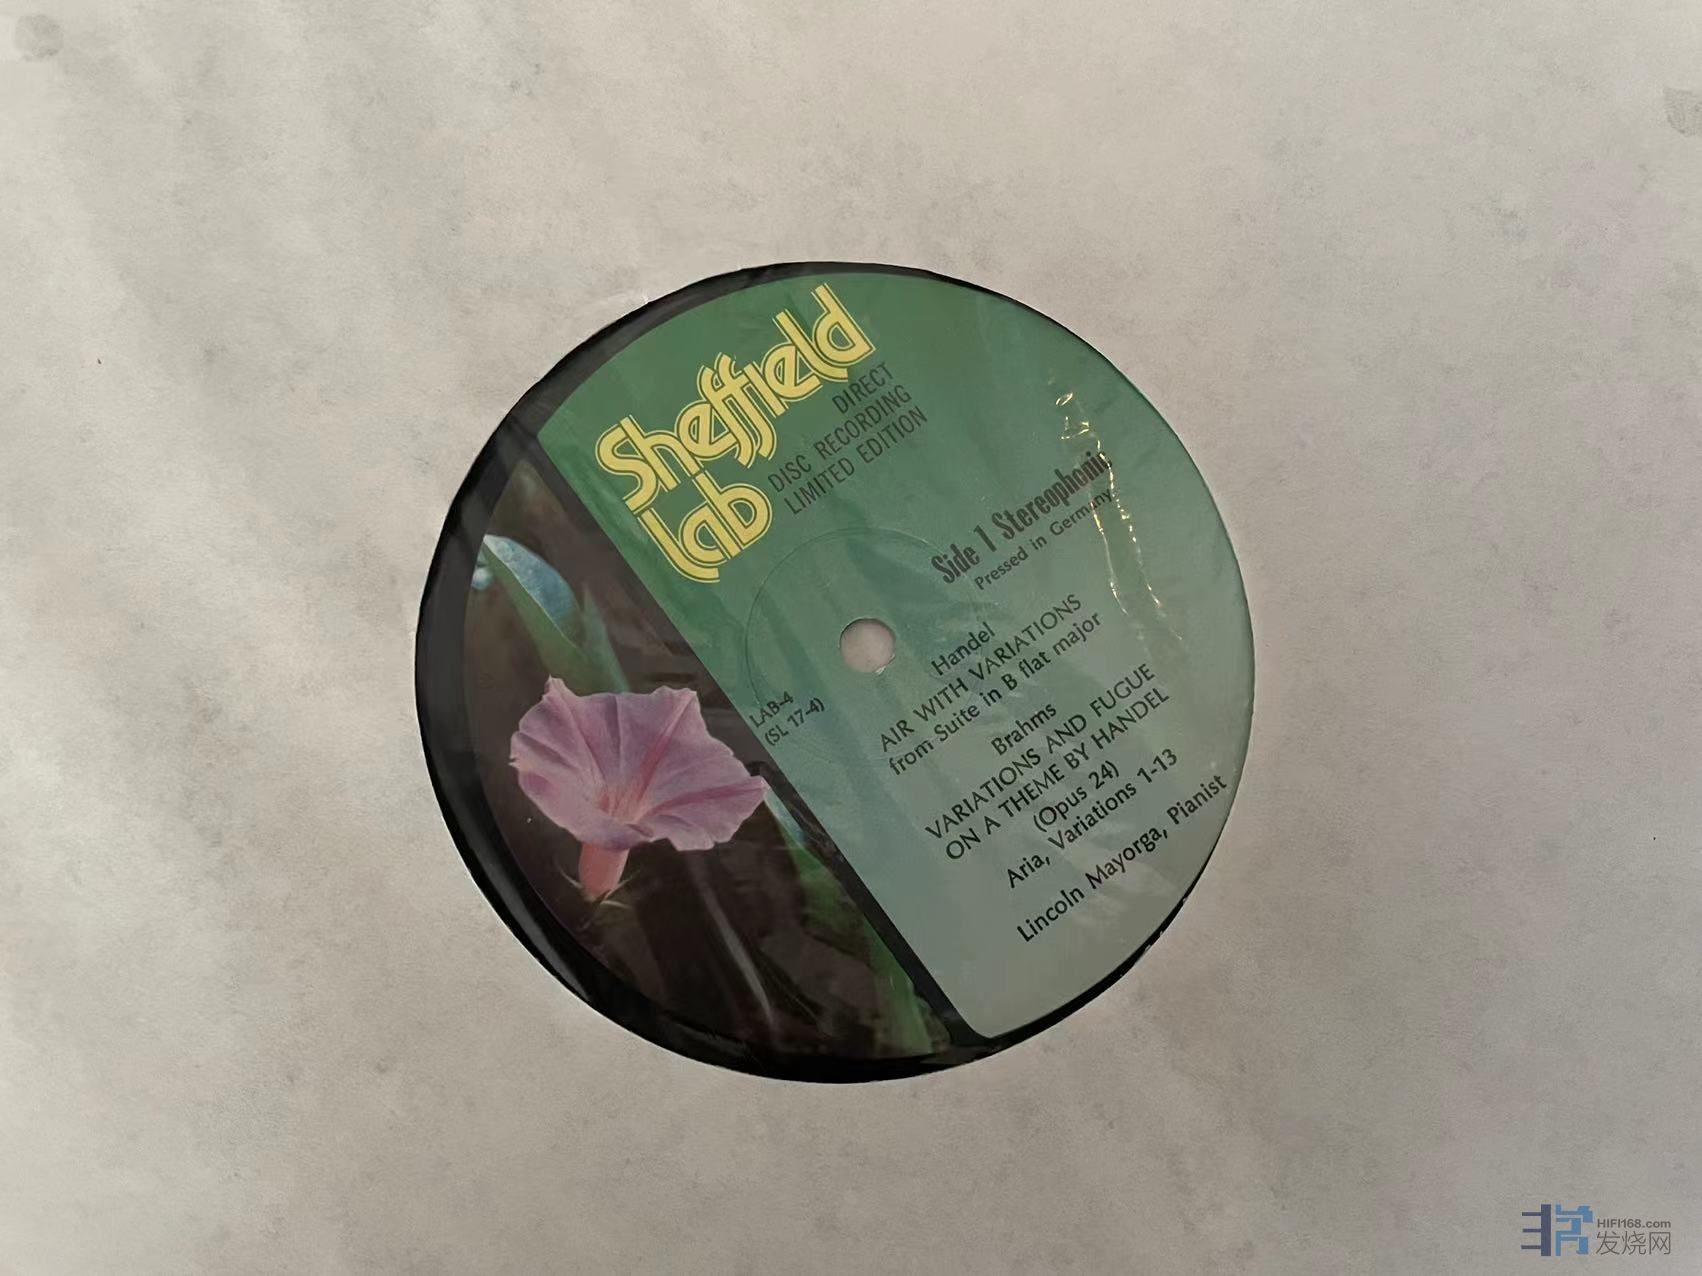 Sheffield
Lab
DIRECT
DISC RECORDING
LIMITED EDITION
Side 1 Stereophonic
Pressed in Germany
LAB-4
(SL 17-4)
Handel
AIR WITH VARIATIONS
from Suite in B flat major
Brahms
VARIATIONS AND FUGUE
ON A THEME BY HANDEL
(Opus 24)
Aria, Variations 1-13
Lincoln Mayorga, Pianist
HIFI168.com
发烧网